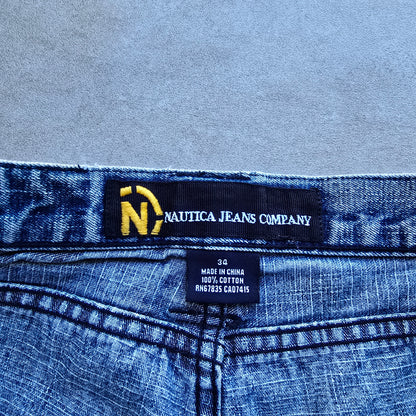 N NAUTICA JEANS COMPANY
34
MADE IN CHINA
100% COTTON
RN67835 CA07415